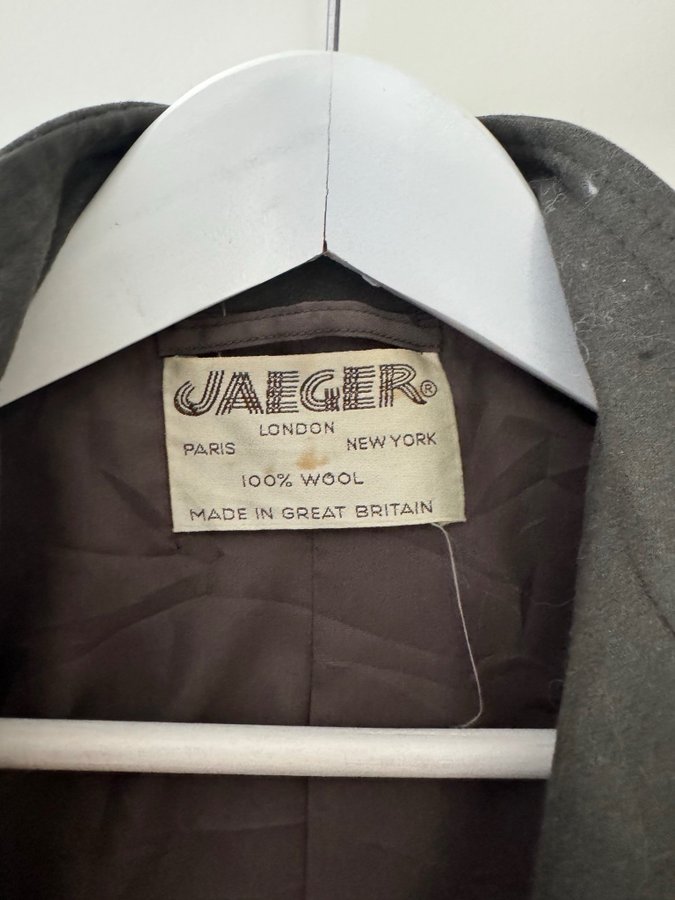 JAEGER®
LONDON
PARIS NEW YORK
100% WOOL
MADE IN GREAT BRITAIN